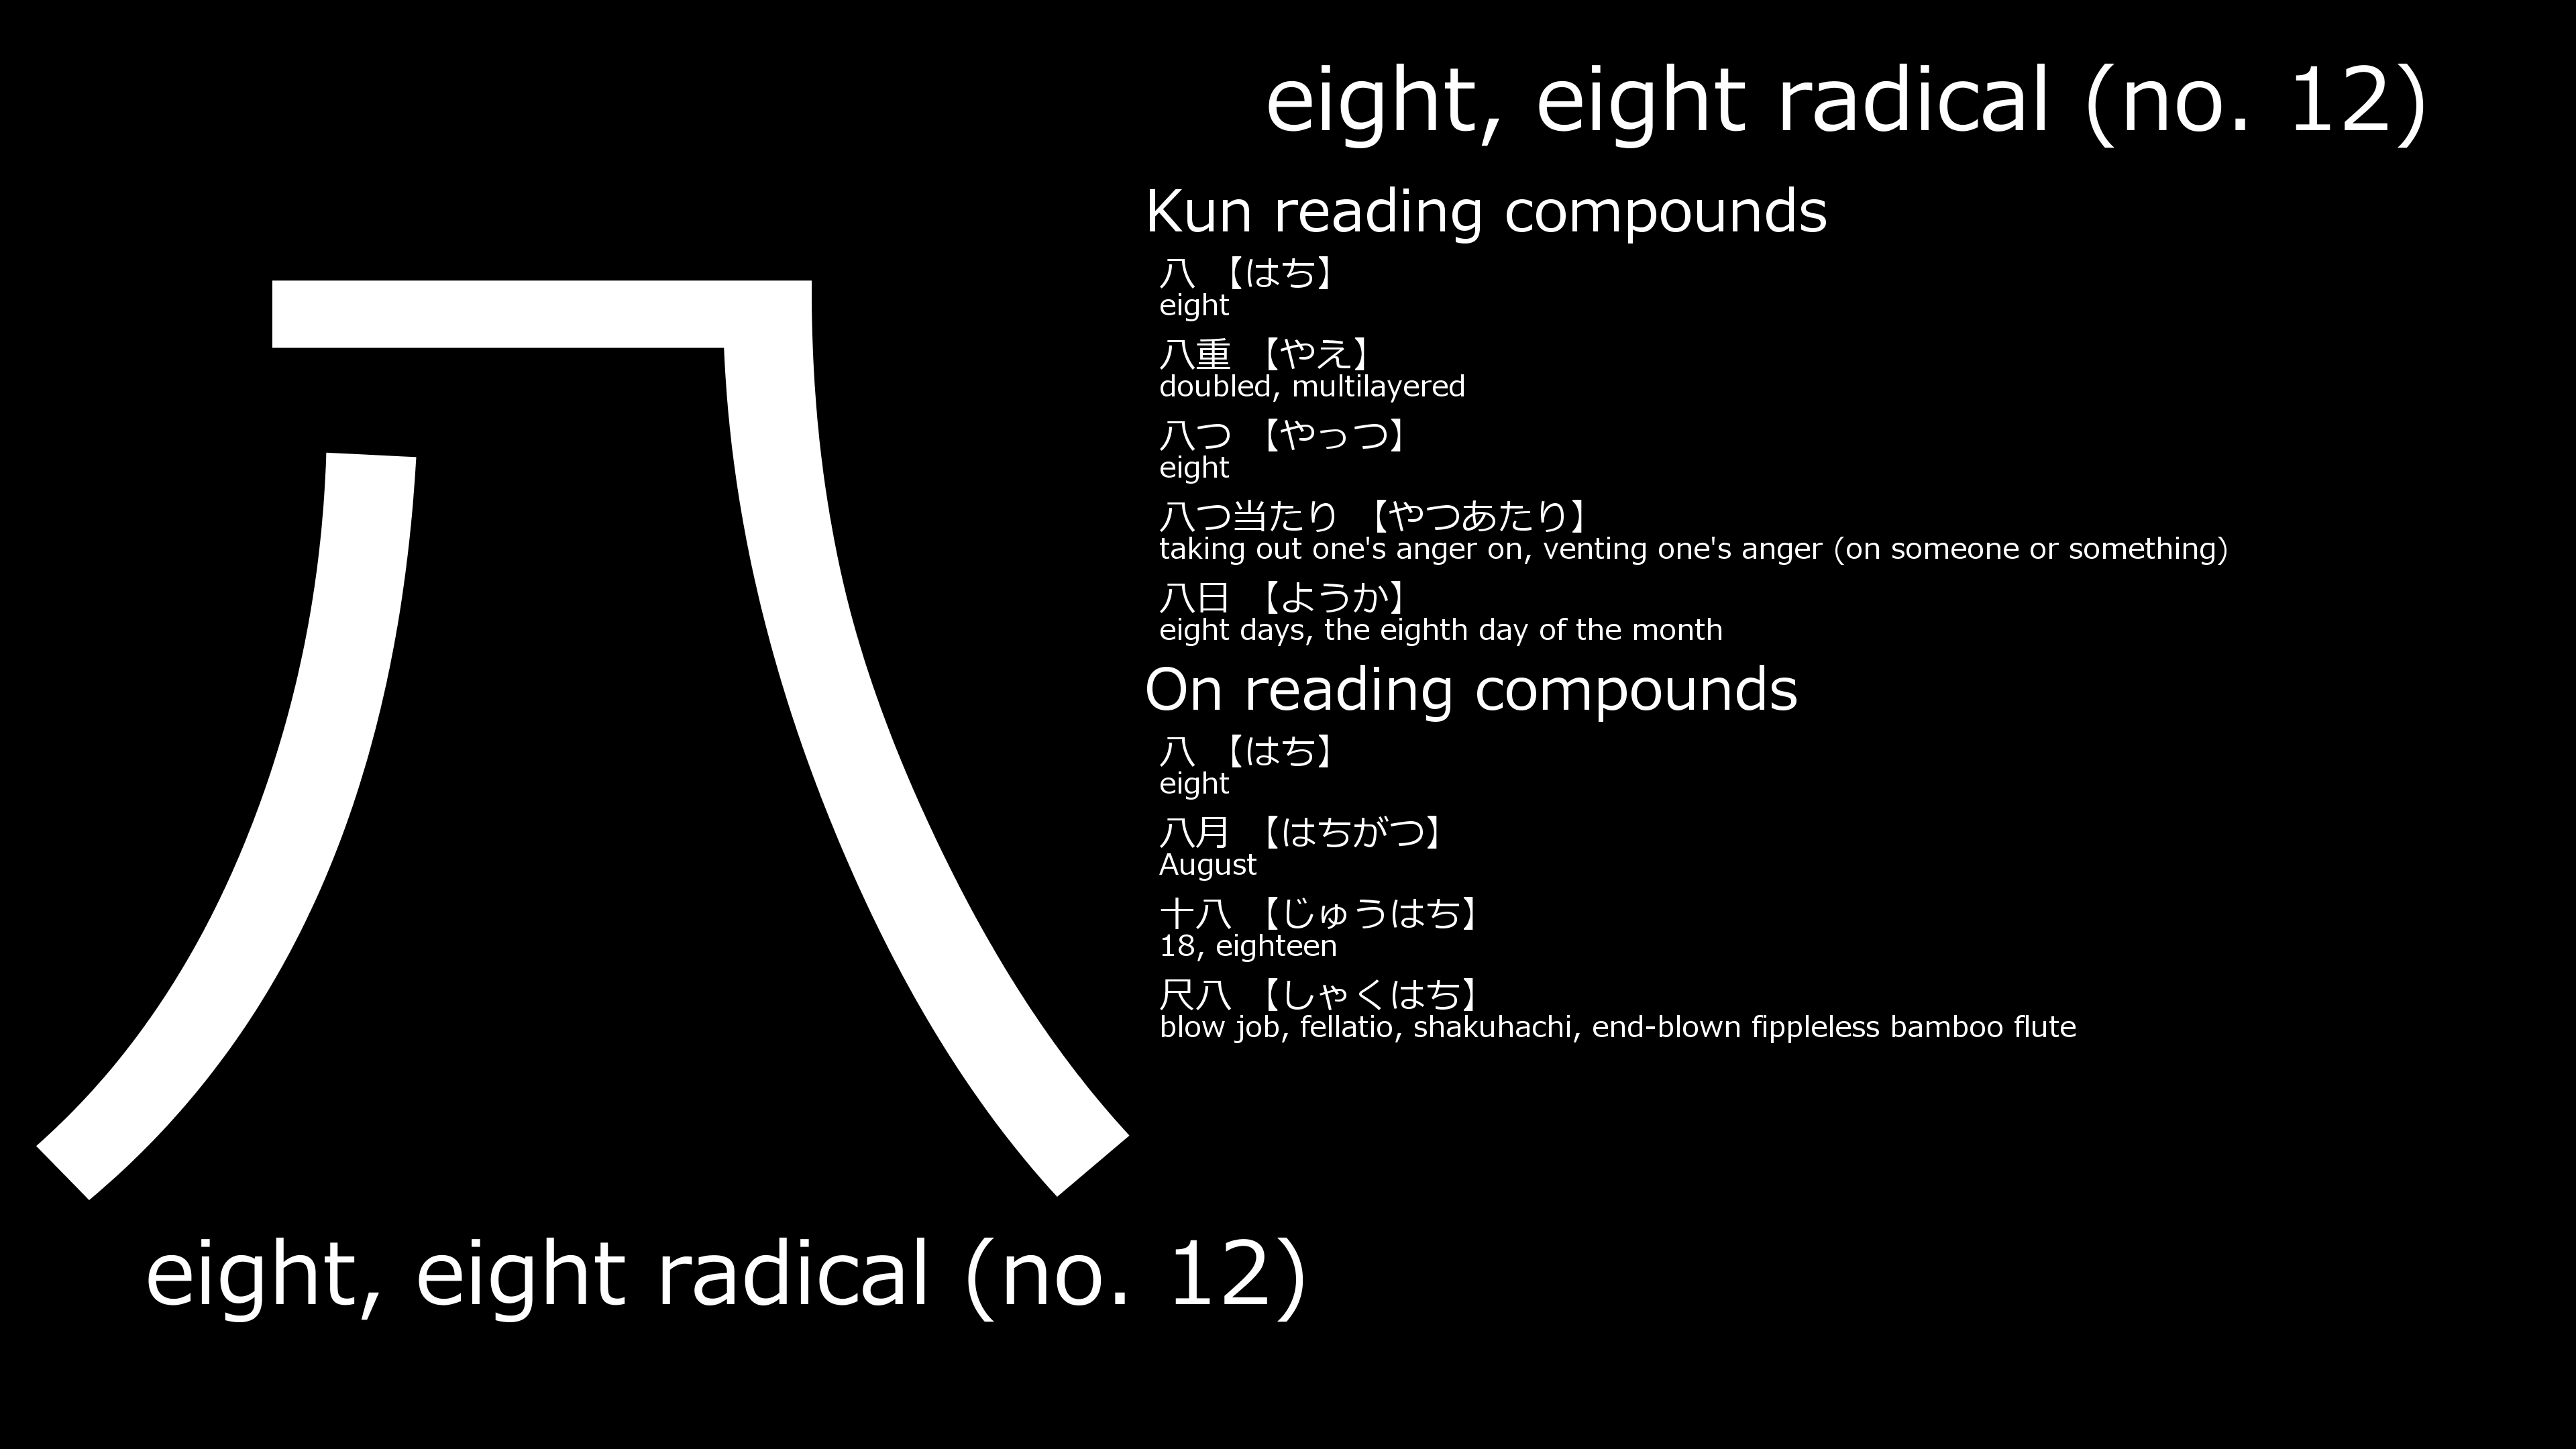 八
eight, eight radical (no. 12)
eight, eight radical (no. 12)
Kun reading compounds
八 【はち】
eight
八重 【やえ】
doubled, multilayered
八つ 【やっつ】
eight
八つ当たり 【やつあたり】
taking out one's anger on, venting one's anger (on someone or something)
八日 【ようか】
eight days, the eighth day of the month
On reading compounds
八 【はち】
eight
八月 【はちがつ】
August
十八 【じゅうはち】
18, eighteen
尺八 【しゃくはち】
blow job, fellatio, shakuhachi, end-blown fippleless bamboo flute